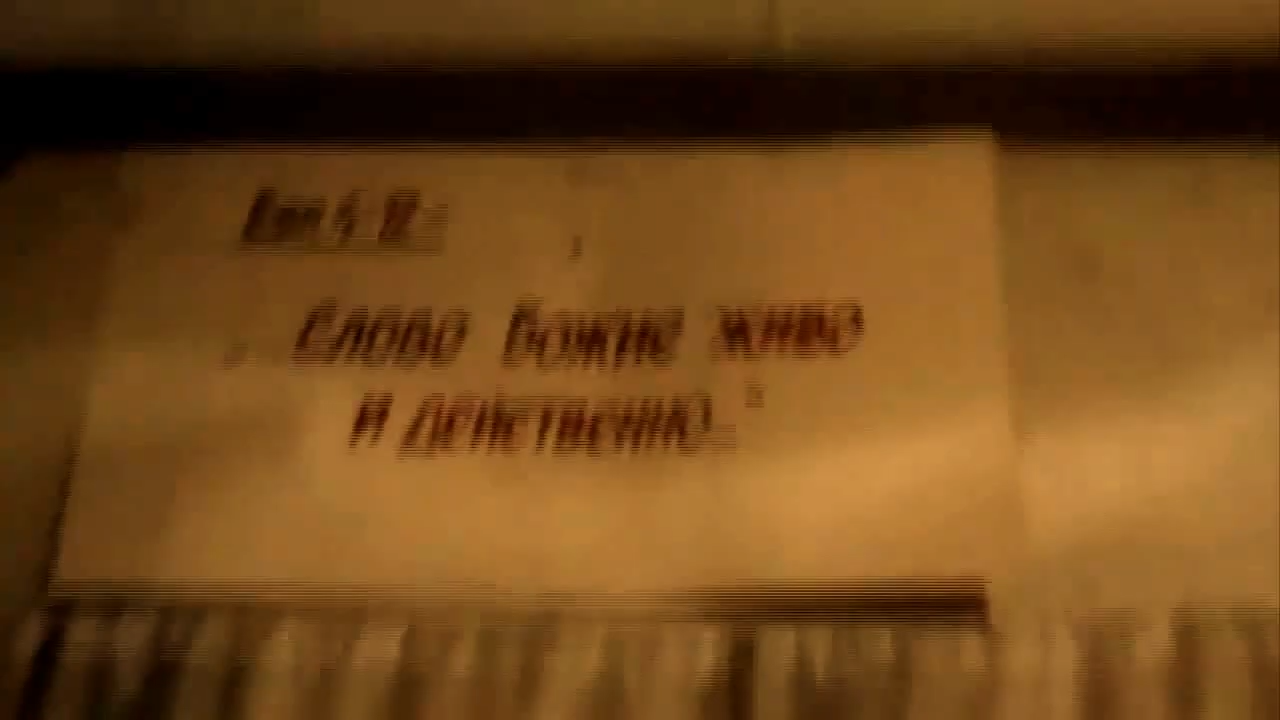 „Слово Божие живо
и действенно..."